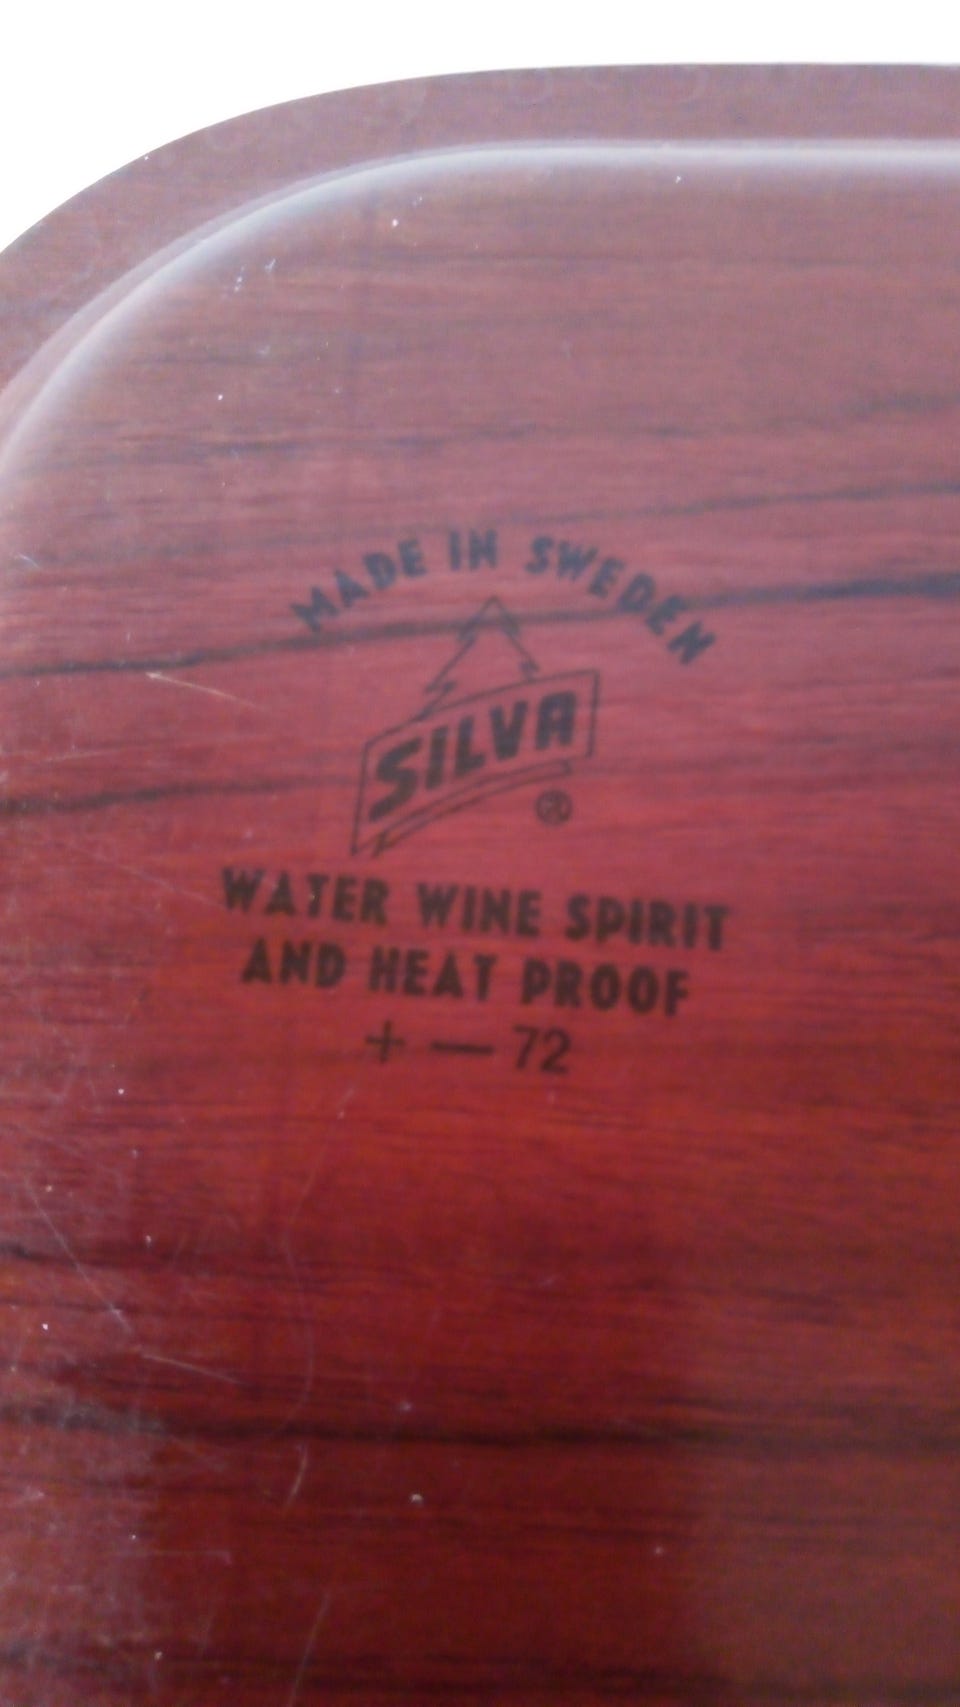 MADE IN SWEDEN
SILVA
®
WATER WINE SPIRIT
AND HEAT PROOF
+ — 72